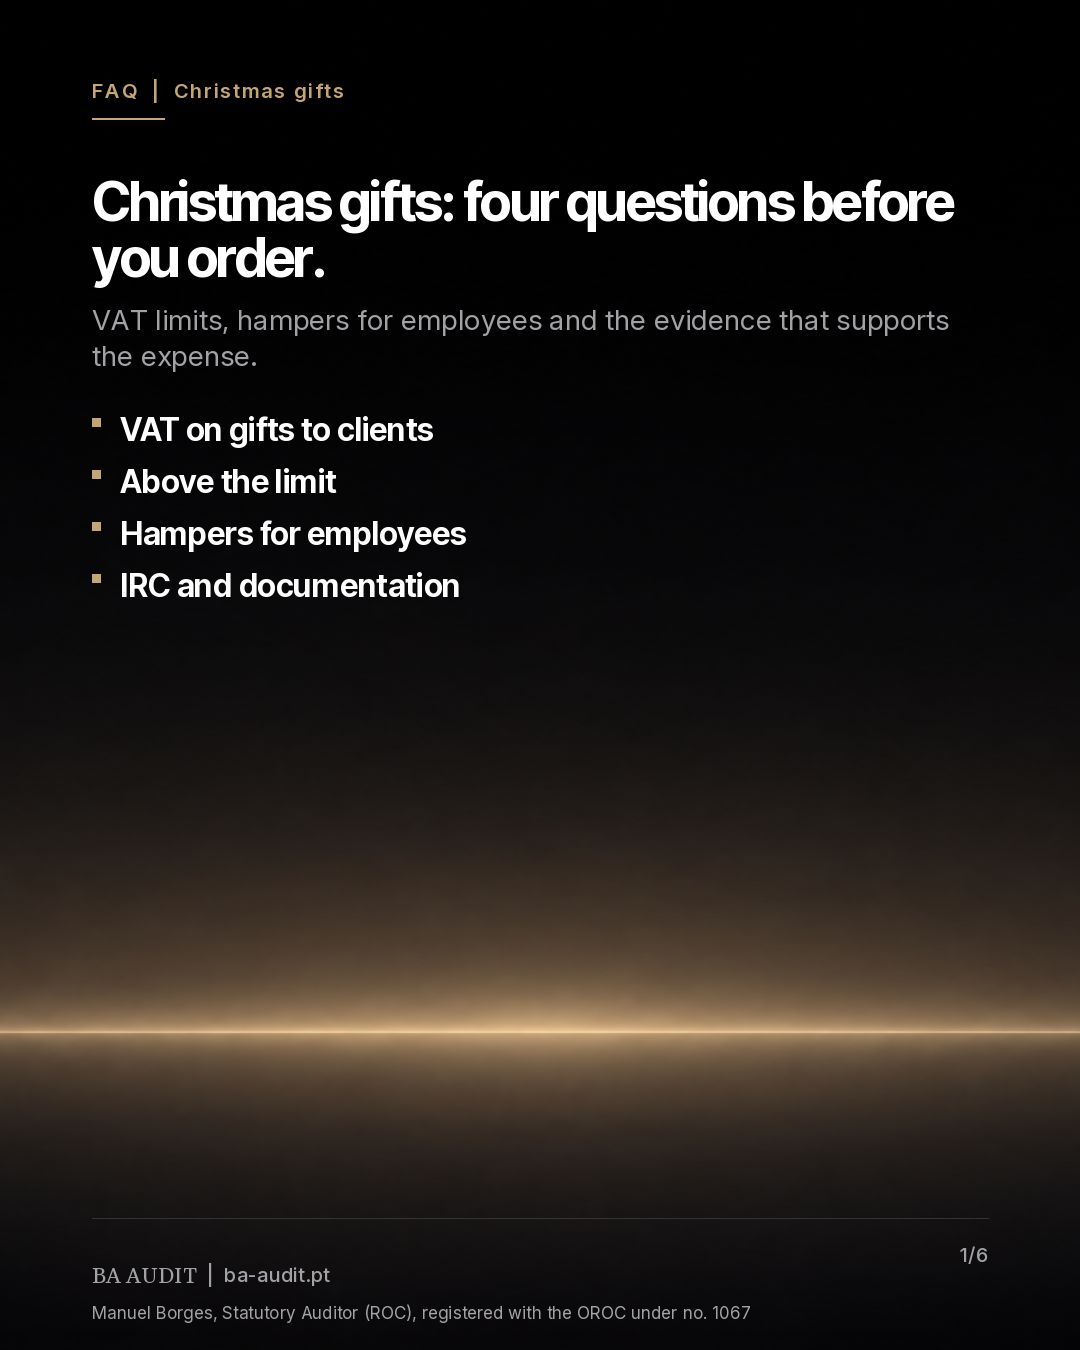 FAQ | Christmas gifts
Christmas gifts: four questions before
you order.
VAT limits, hampers for employees and the evidence that supports
the expense.
VAT on gifts to clients
Above the limit
Hampers for employees
IRC and documentation
1/6
BA AUDIT | ba-audit.pt
Manuel Borges, Statutory Auditor (ROC), registered with the OROC under no. 1067